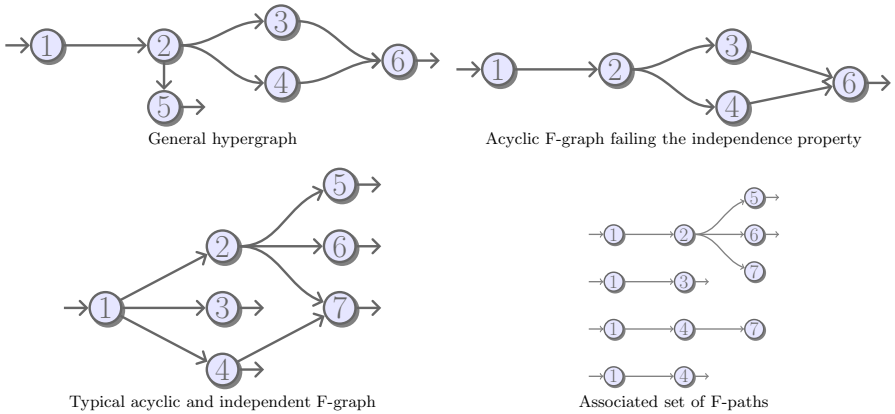 1 2 3 4 5 6
General hypergraph
1 2 3 4 6
Acyclic F-graph failing the independence property
1 2 3 4 5 6 7
Typical acyclic and independent F-graph
1 2 5 6 7
1 3
1 4 7
1 4
Associated set of F-paths